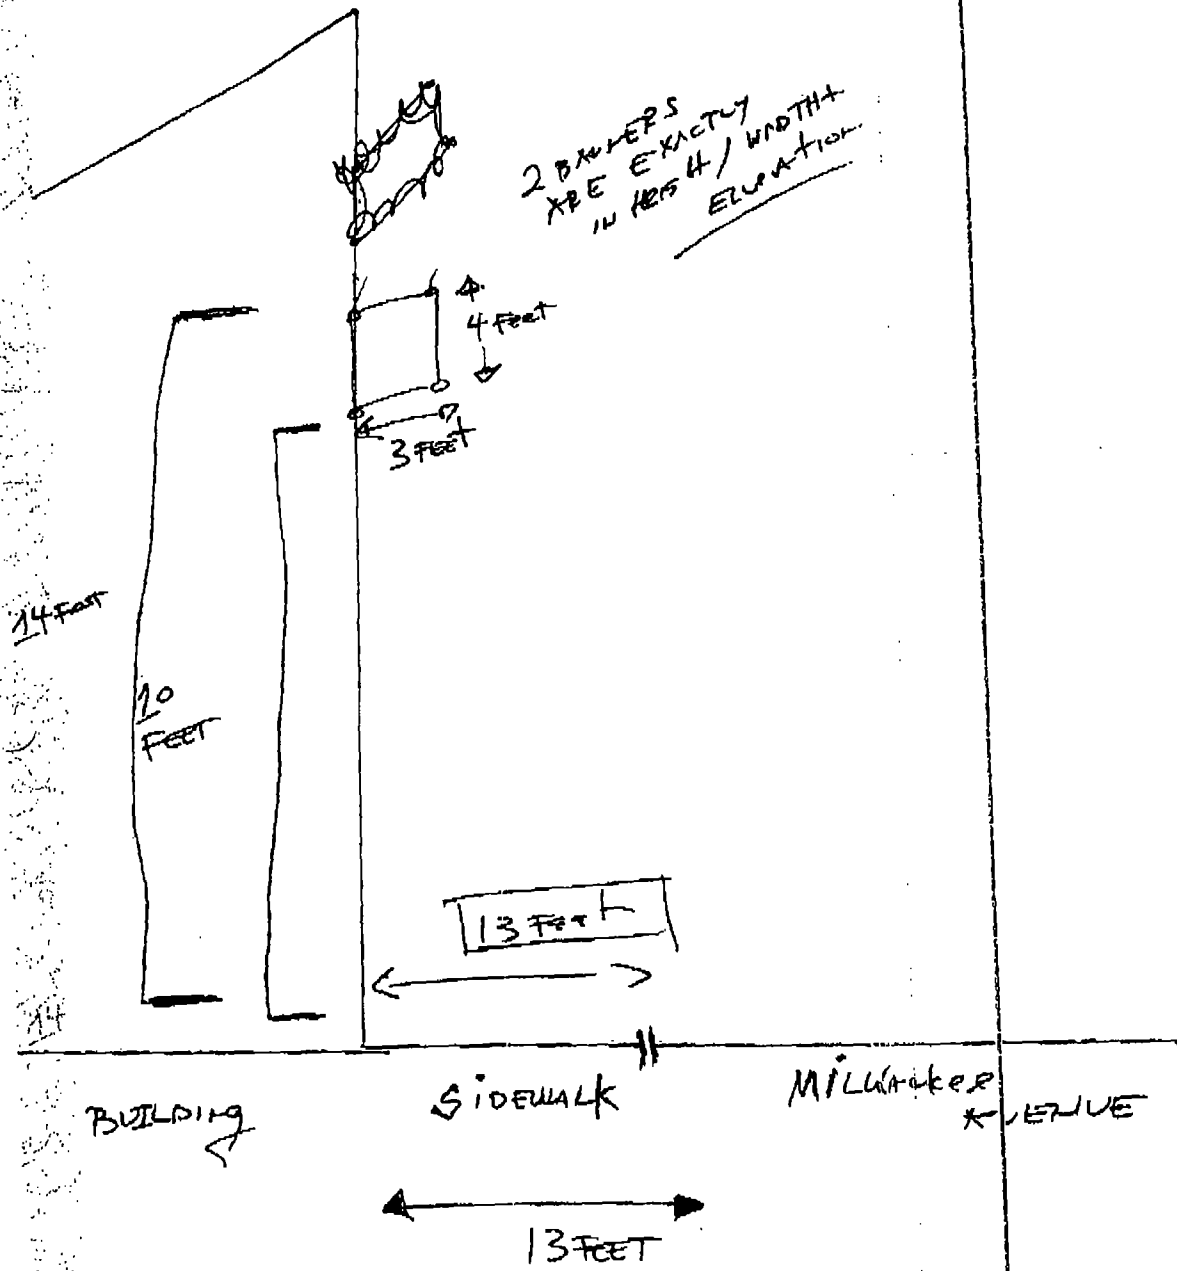 2 BANNERS
ARE EXACTLY
IN HEIGH / WIDTH +
ELEVATION
4 FEET
3 FEET
14 FEET
10
FEET
13 Feet
14
BUILDING
SIDEWALK
MILWAUKEE
AVENUE
13 FEET